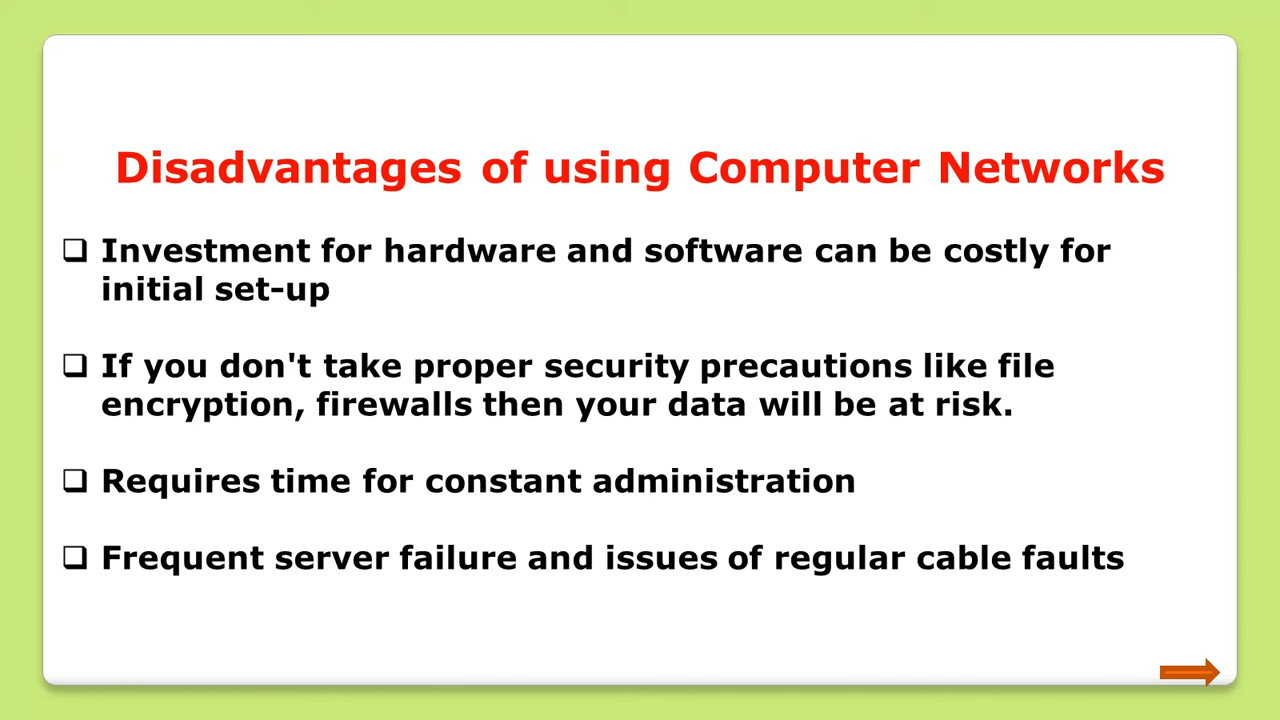 Disadvantages of using Computer Networks
Investment for hardware and software can be costly for
initial set-up
If you don't take proper security precautions like file
encryption, firewalls then your data will be at risk.
Requires time for constant administration
Frequent server failure and issues of regular cable faults